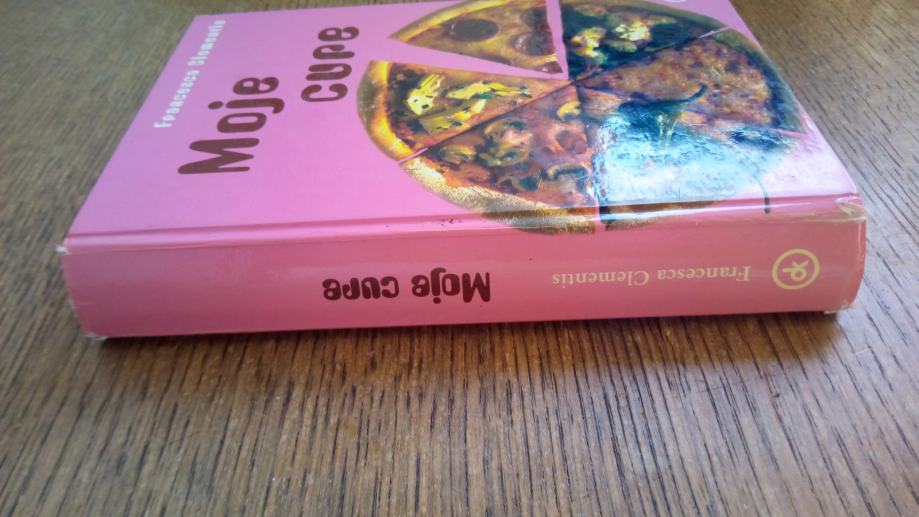 Francesca Clementis
Moje
cure
Francesca Clementis
Moje cure